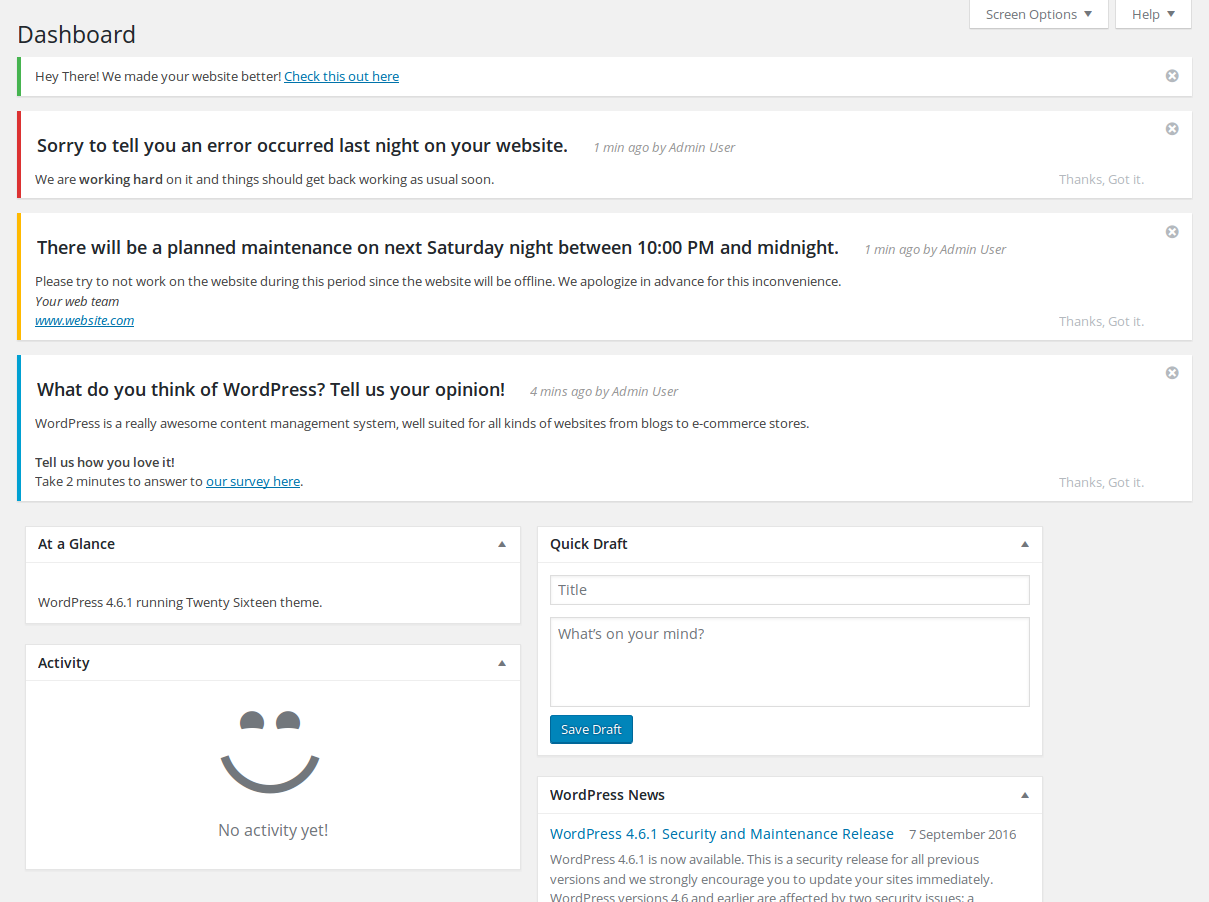 Screen Options
Help
Dashboard
Hey There! We made your website better! Check this out here
Sorry to tell you an error occurred last night on your website. 1 min ago by Admin User
We are working hard on it and things should get back working as usual soon.
Thanks, Got it.
There will be a planned maintenance on next Saturday night between 10:00 PM and midnight. 1 min ago by Admin User
Please try to not work on the website during this period since the website will be offline. We apologize in advance for this inconvenience.
Your web team
www.website.com
Thanks, Got it.
What do you think of WordPress? Tell us your opinion! 4 mins ago by Admin User
WordPress is a really awesome content management system, well suited for all kinds of websites from blogs to e-commerce stores.
Tell us how you love it!
Take 2 minutes to answer to our survey here.
Thanks, Got it.
At a Glance
WordPress 4.6.1 running Twenty Sixteen theme.
Activity
No activity yet!
Quick Draft
Title
What's on your mind?
Save Draft
WordPress News
WordPress 4.6.1 Security and Maintenance Release 7 September 2016
WordPress 4.6.1 is now available. This is a security release for all previous
versions and we strongly encourage you to update your sites immediately.
WordPress versions 4.6 and earlier are affected by two security issues: a